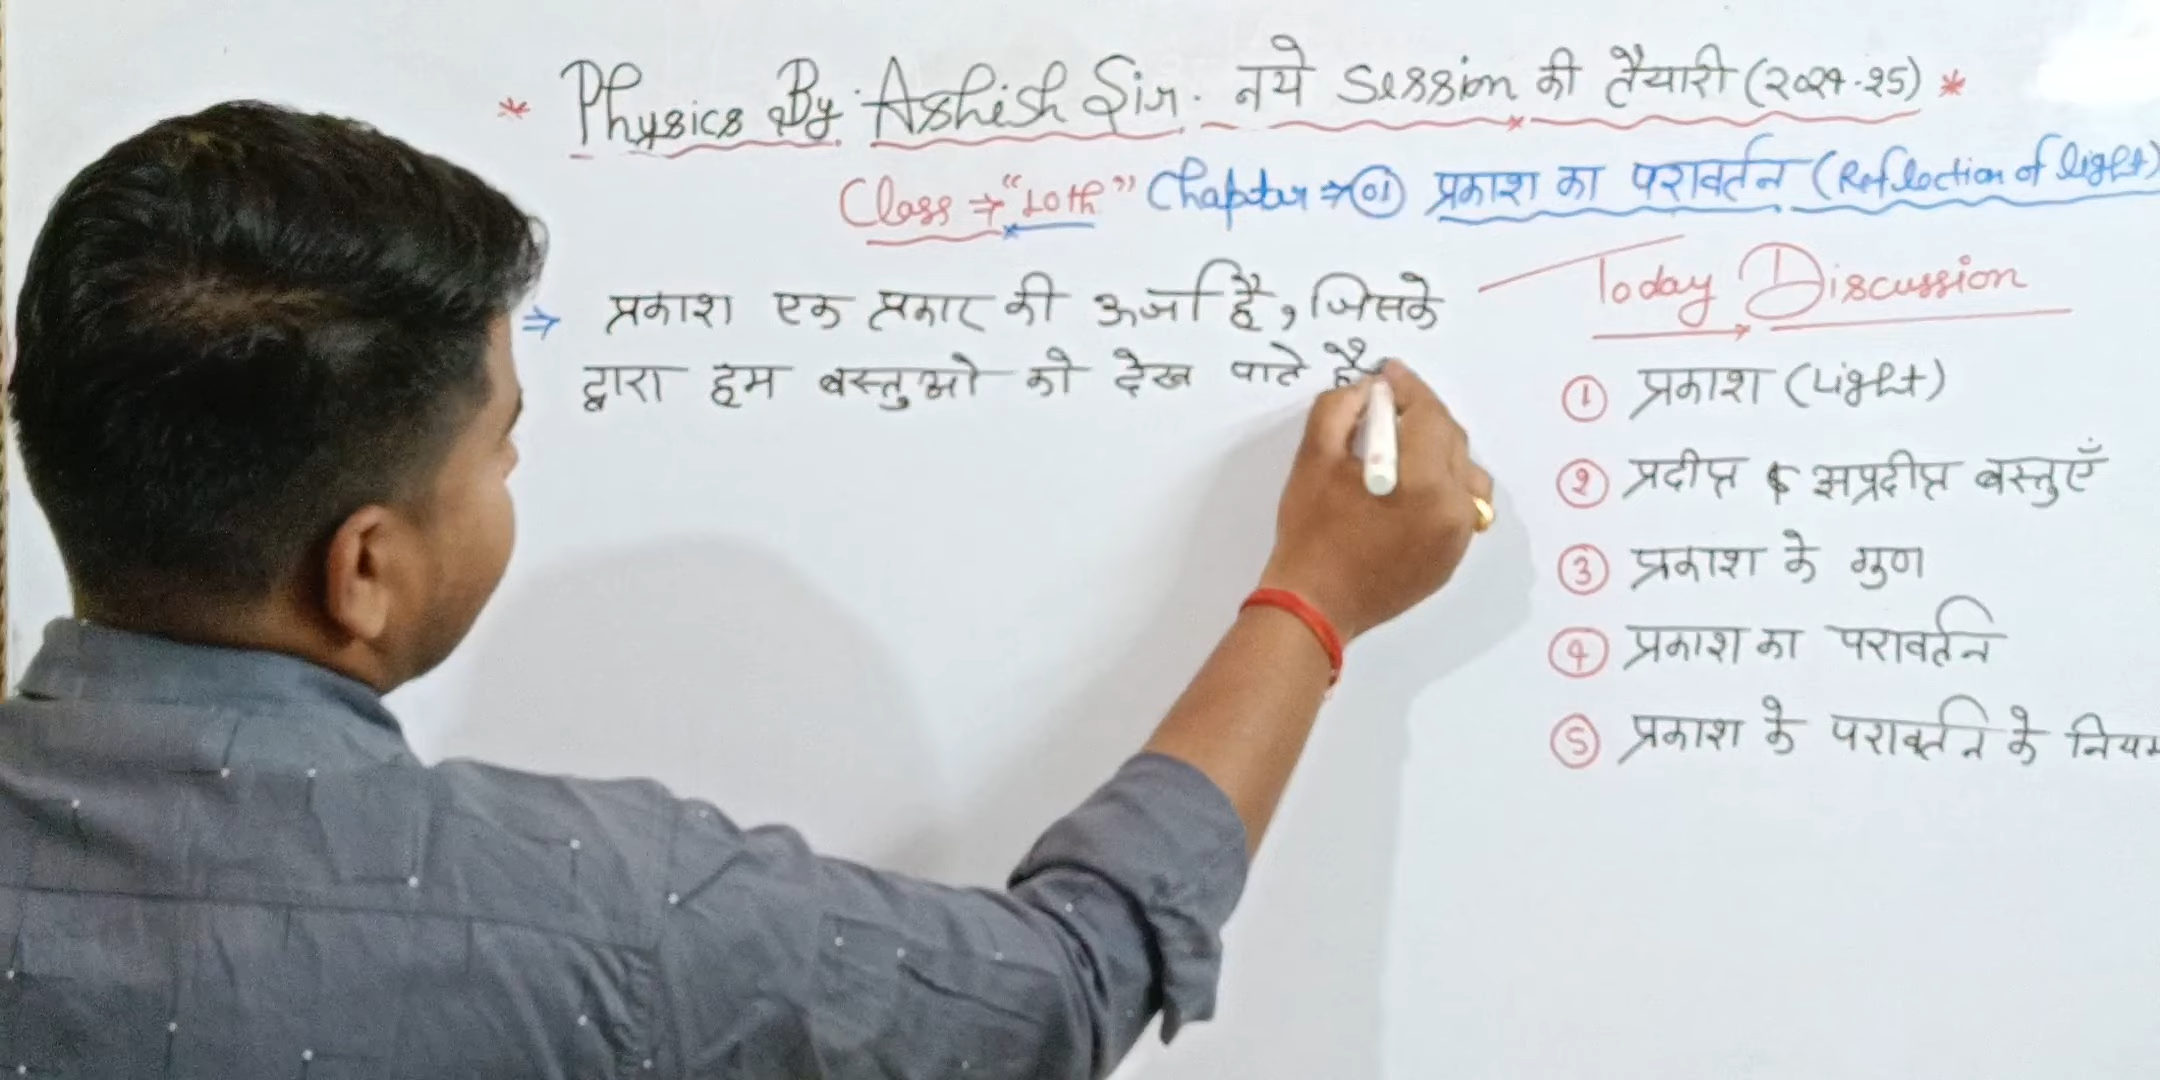 * Physics By Ashish Sir. नये Session की तैयारी (2024-25) *
Class → "10th" Chapter → 01 प्रकाश का परावर्तन (Reflection of light)
⇒ प्रकाश एक प्रकार की ऊर्जा है, जिसके
द्वारा हम बस्तुओ को देख पाते है
Today Discussion
① प्रकाश (Light)
② प्रदीप्त & अप्रदीप्त बस्तुएँ
③ प्रकाश के गुण
④ प्रकाश का परावर्तन
⑤ प्रकाश के परावर्तन के नियम